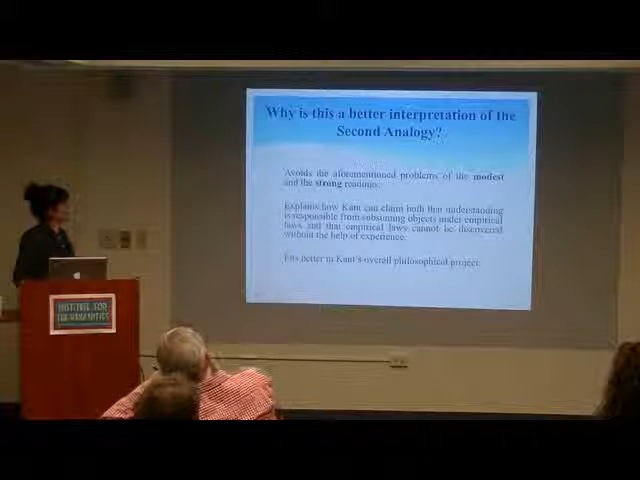 Why is this a better interpretation of the
Second Analogy?
Avoids the aforementioned problems of the modest
and the strong readings.
Explains how Kant can claim both that understanding
is responsible from subsuming objects under empirical
laws and that empirical laws cannot be discovered
without the help of experience.
Fits better in Kant's overall philosophical project.
INSTITUTE FOR
THE HUMANITIES